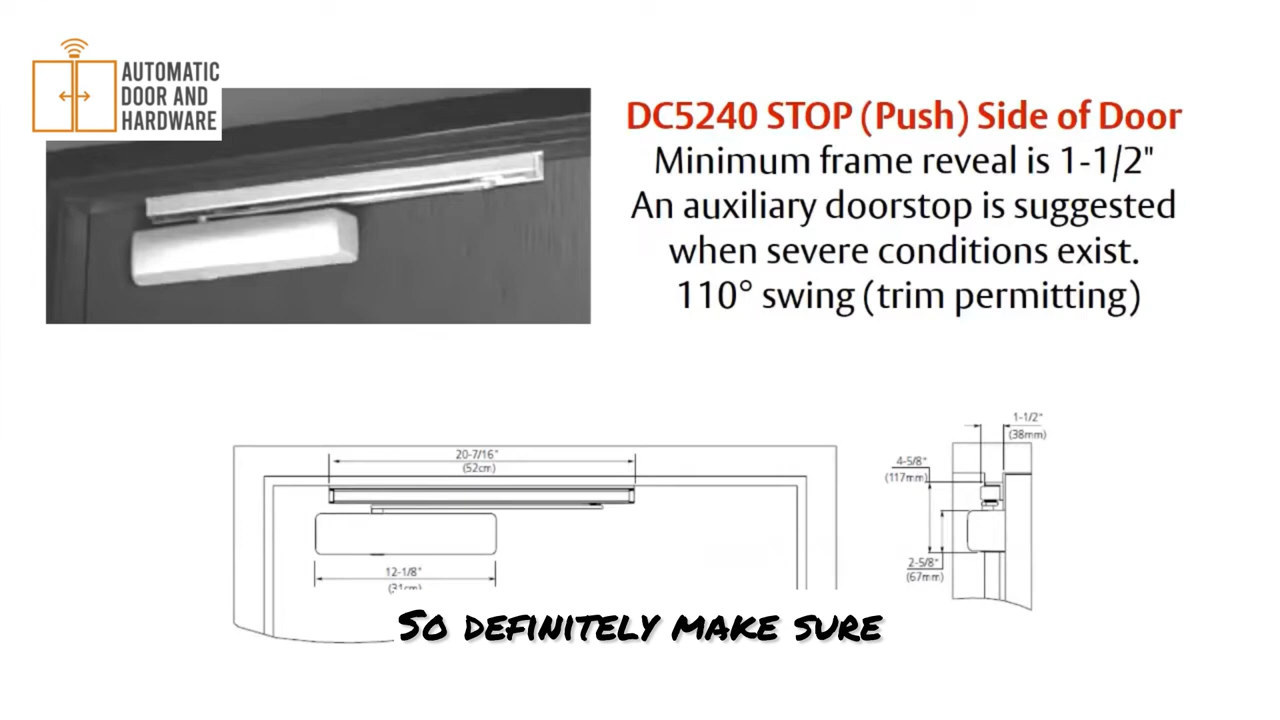 AUTOMATIC
DOOR AND
HARDWARE
DC5240 STOP (Push) Side of Door
Minimum frame reveal is 1-1/2"
An auxiliary doorstop is suggested
when severe conditions exist.
110° swing (trim permitting)
20-7/16"
(52cm)
12-1/8"
(31cm)
1-1/2"
(38mm)
4-5/8"
(117mm)
2-5/8"
(67mm)
So definitely make sure